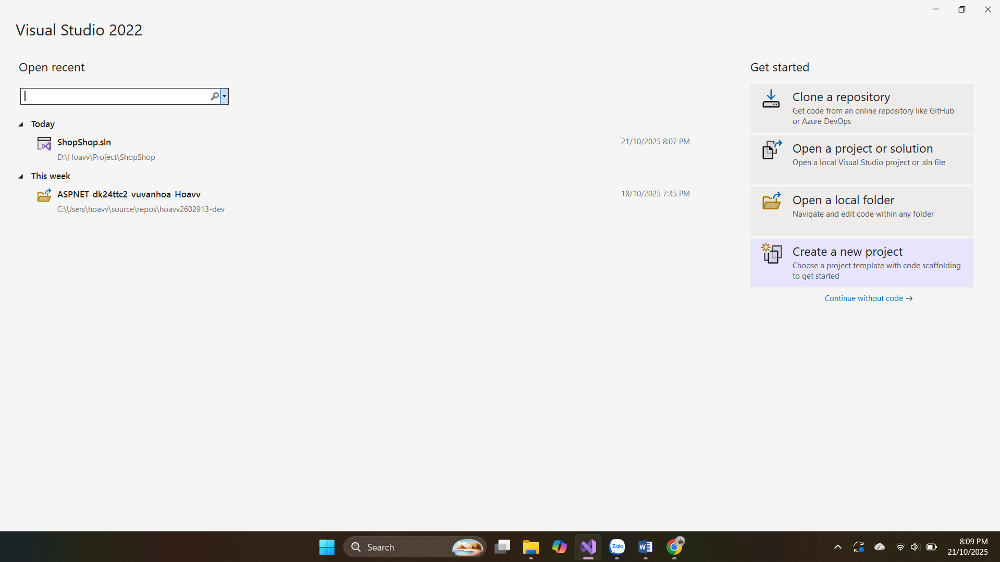 Visual Studio 2022
Open recent
Today
ShopShop.sln
21/10/2025 8:07 PM
D:\Hoavv\Project\ShopShop
This week
ASPNET-dk24ttc2-vuvanhoa-Hoavv
18/10/2025 7:35 PM
C:\Users\hoavv\source\repos\hoavv2602913-dev
Get started
Clone a repository
Get code from an online repository like GitHub
or Azure DevOps
Open a project or solution
Open a local Visual Studio project or .sln file
Open a local folder
Navigate and edit code within any folder
Create a new project
Choose a project template with code scaffolding
to get started
Continue without code →
Search
Zalo
W
8:09 PM
21/10/2025